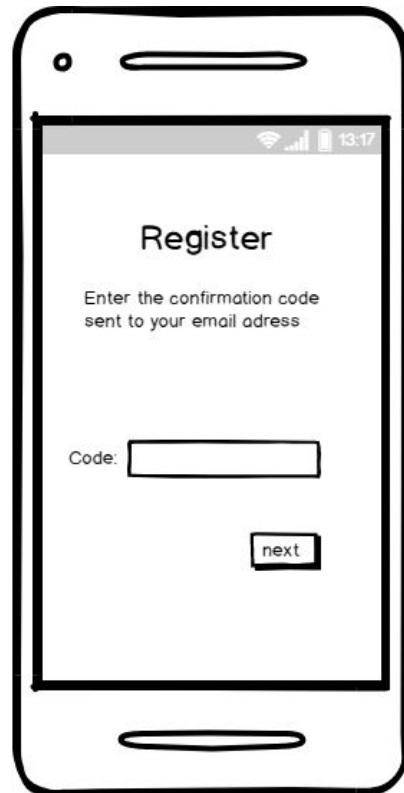 13:17
Register
Enter the confirmation code
sent to your email adress
Code:
next